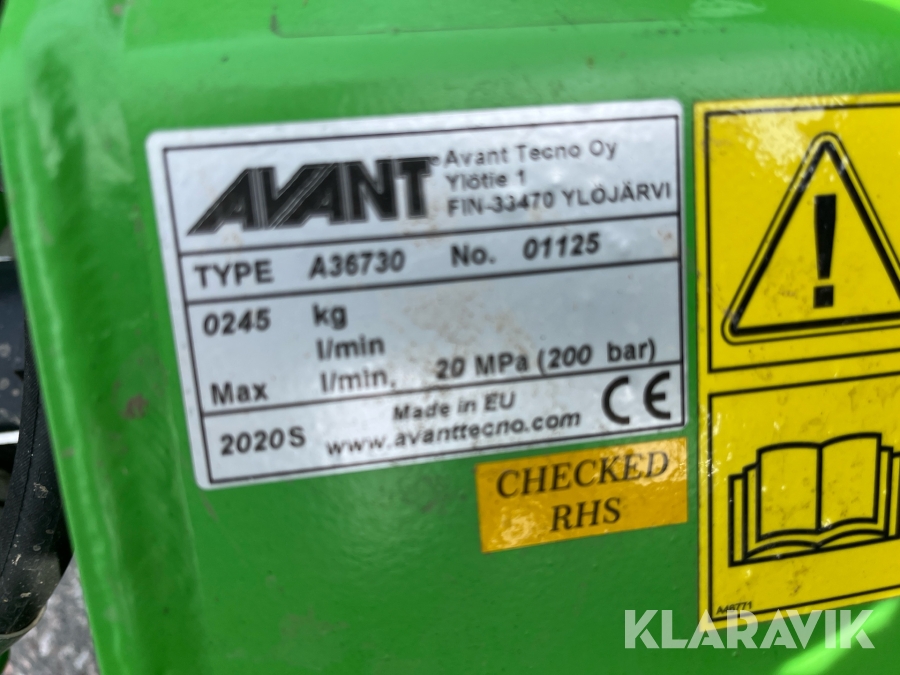 AVANT®
Avant Tecno Oy
Ylötie 1
FIN-33470 YLÖJÄRVI
TYPE A36730 No. 01125
0245 kg
l/min
Max l/min. 20 MPa (200 bar)
2020S Made in EU
www.avanttecno.com CE
CHECKED
RHS
A46771
KLARAVIK